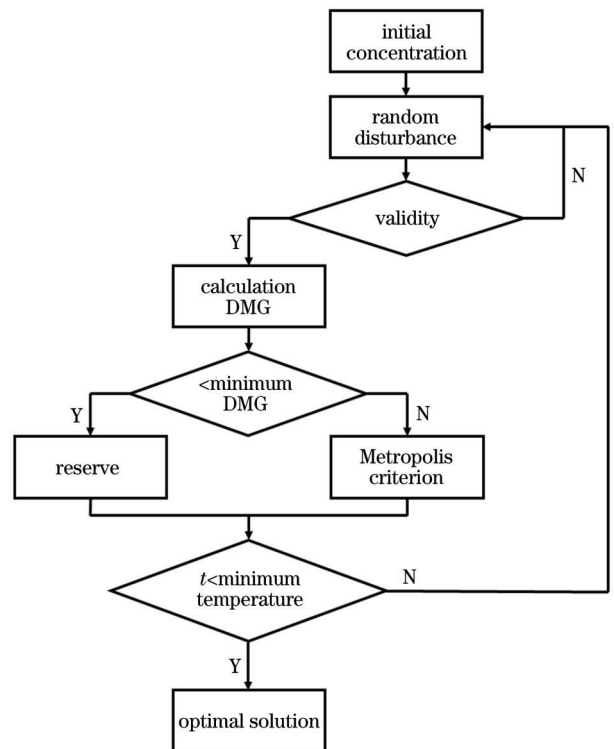 initial
concentration
random
disturbance
N
validity
Y
calculation
DMG
<minimum
DMG
Y
N
reserve
Metropolis
criterion
t<minimum
temperature
N
Y
optimal solution